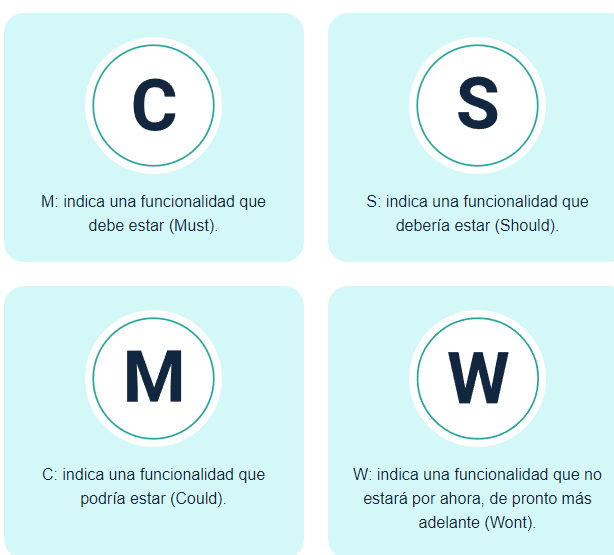 C
M: indica una funcionalidad que
debe estar (Must).
S
S: indica una funcionalidad que
debería estar (Should).
M
C: indica una funcionalidad que
podría estar (Could).
W
W: indica una funcionalidad que no
estará por ahora, de pronto más
adelante (Wont).